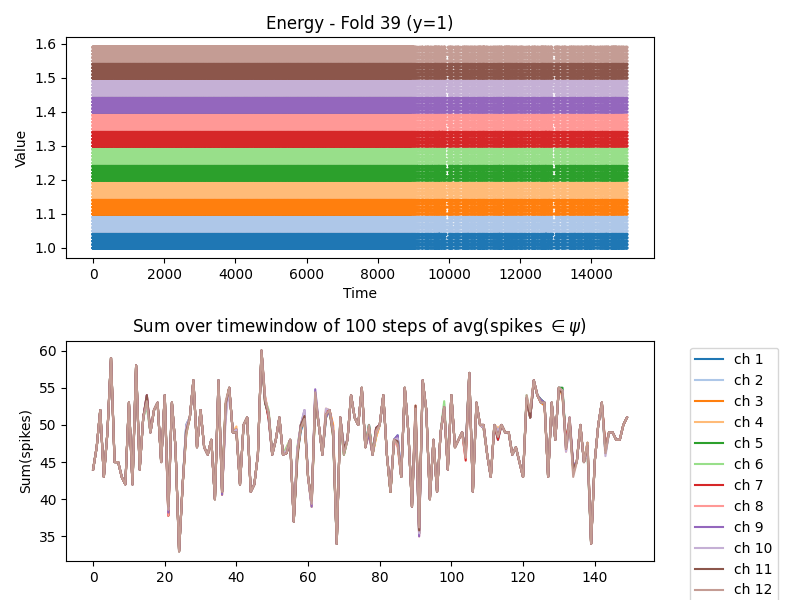 Energy - Fold 39 (y=1)
1.6
1.5
1.4
1.3
1.2
1.1
1.0
Value
0 2000 4000 6000 8000 10000 12000 14000
Time
Sum over timewindow of 100 steps of avg(spikes ∈ ψ)
60
55
50
45
40
35
Sum(spikes)
0 20 40 60 80 100 120 140
ch 1
ch 2
ch 3
ch 4
ch 5
ch 6
ch 7
ch 8
ch 9
ch 10
ch 11
ch 12